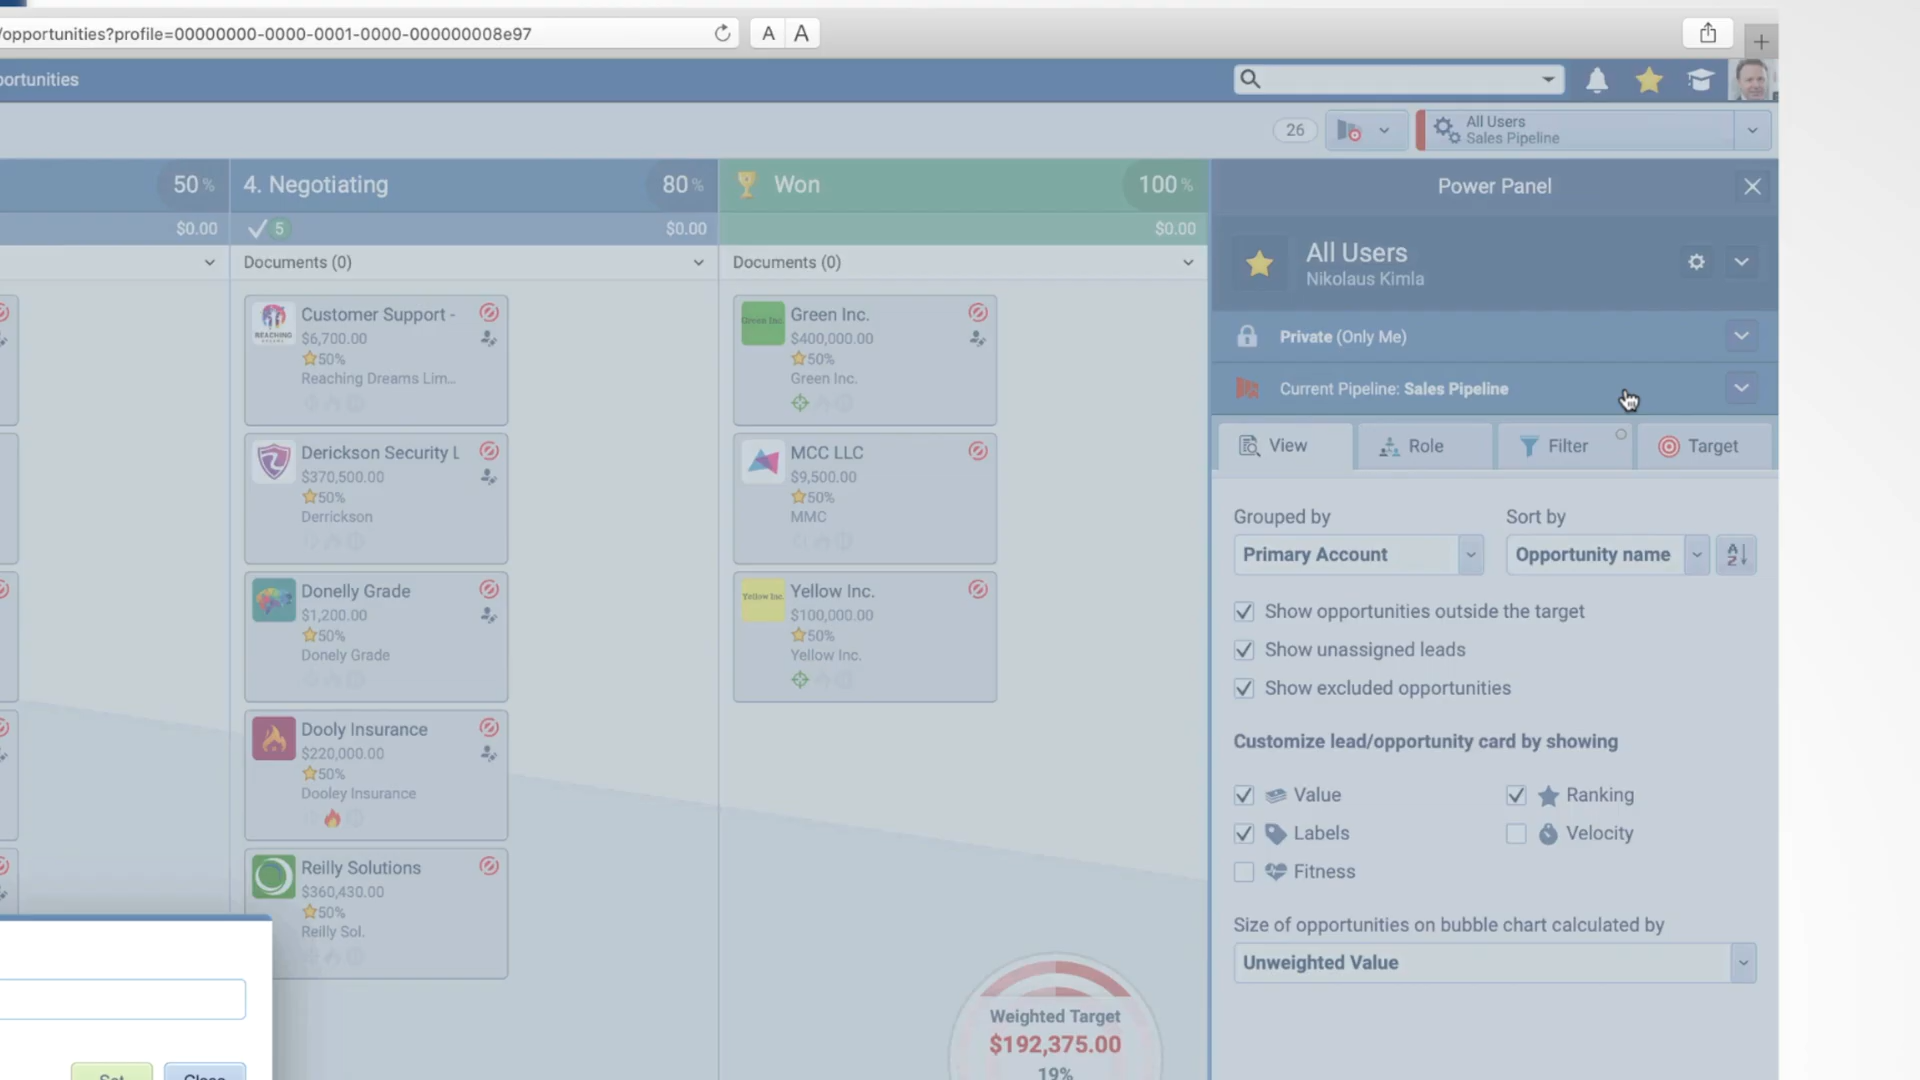 /opportunities?profile=00000000-0000-0001-0000-000000008e97
A A
portunities
26
All Users
Sales Pipeline
50 %
4. Negotiating
80 %
Won
100 %
$0.00
5
$0.00
$0.00
Documents (0)
Documents (0)
Customer Support -
$6,700.00
50%
Reaching Dreams Lim...
REACHING
Derickson Security L
$370,500.00
50%
Derrickson
Donelly Grade
$1,200.00
50%
Donely Grade
Dooly Insurance
$220,000.00
50%
Dooley Insurance
Reilly Solutions
$360,430.00
50%
Reilly Sol.
Green Inc.
Green Inc.
$400,000.00
50%
Green Inc.
MCC LLC
$9,500.00
50%
MMC
Yellow Inc.
Yellow Inc.
$100,000.00
50%
Yellow Inc.
Weighted Target
$192,375.00
19%
Set
Close
Power Panel
All Users
Nikolaus Kimla
Private (Only Me)
Current Pipeline: Sales Pipeline
View
Role
Filter
Target
Grouped by
Sort by
Primary Account
Opportunity name
A
Z
Show opportunities outside the target
Show unassigned leads
Show excluded opportunities
Customize lead/opportunity card by showing
Value
Ranking
Labels
Velocity
Fitness
Size of opportunities on bubble chart calculated by
Unweighted Value